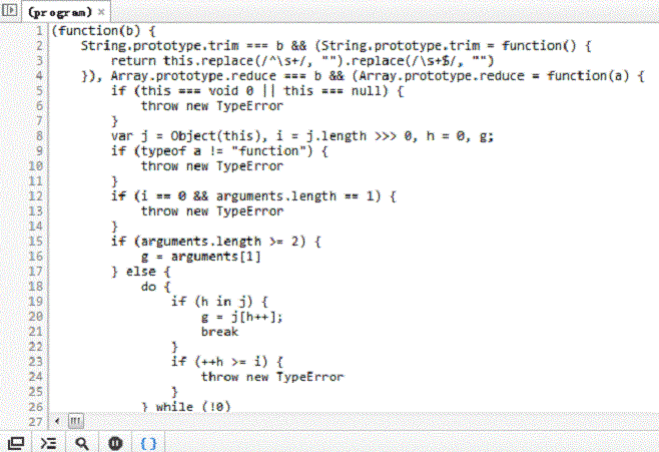 (program) ×
1 (function(b) {
2     String.prototype.trim === b && (String.prototype.trim = function() {
3         return this.replace(/^\s+/, "").replace(/\s+$/, "")
4     }), Array.prototype.reduce === b && (Array.prototype.reduce = function(a) {
5         if (this === void 0 || this === null) {
6             throw new TypeError
7         }
8         var j = Object(this), i = j.length >>> 0, h = 0, g;
9         if (typeof a != "function") {
10             throw new TypeError
11         }
12         if (i == 0 && arguments.length == 1) {
13             throw new TypeError
14         }
15         if (arguments.length >= 2) {
16             g = arguments[1]
17         } else {
18             do {
19                 if (h in j) {
20                     g = j[h++];
21                     break
22                 }
23                 if (++h >= i) {
24                     throw new TypeError
25                 }
26             } while (!0)
27
{}